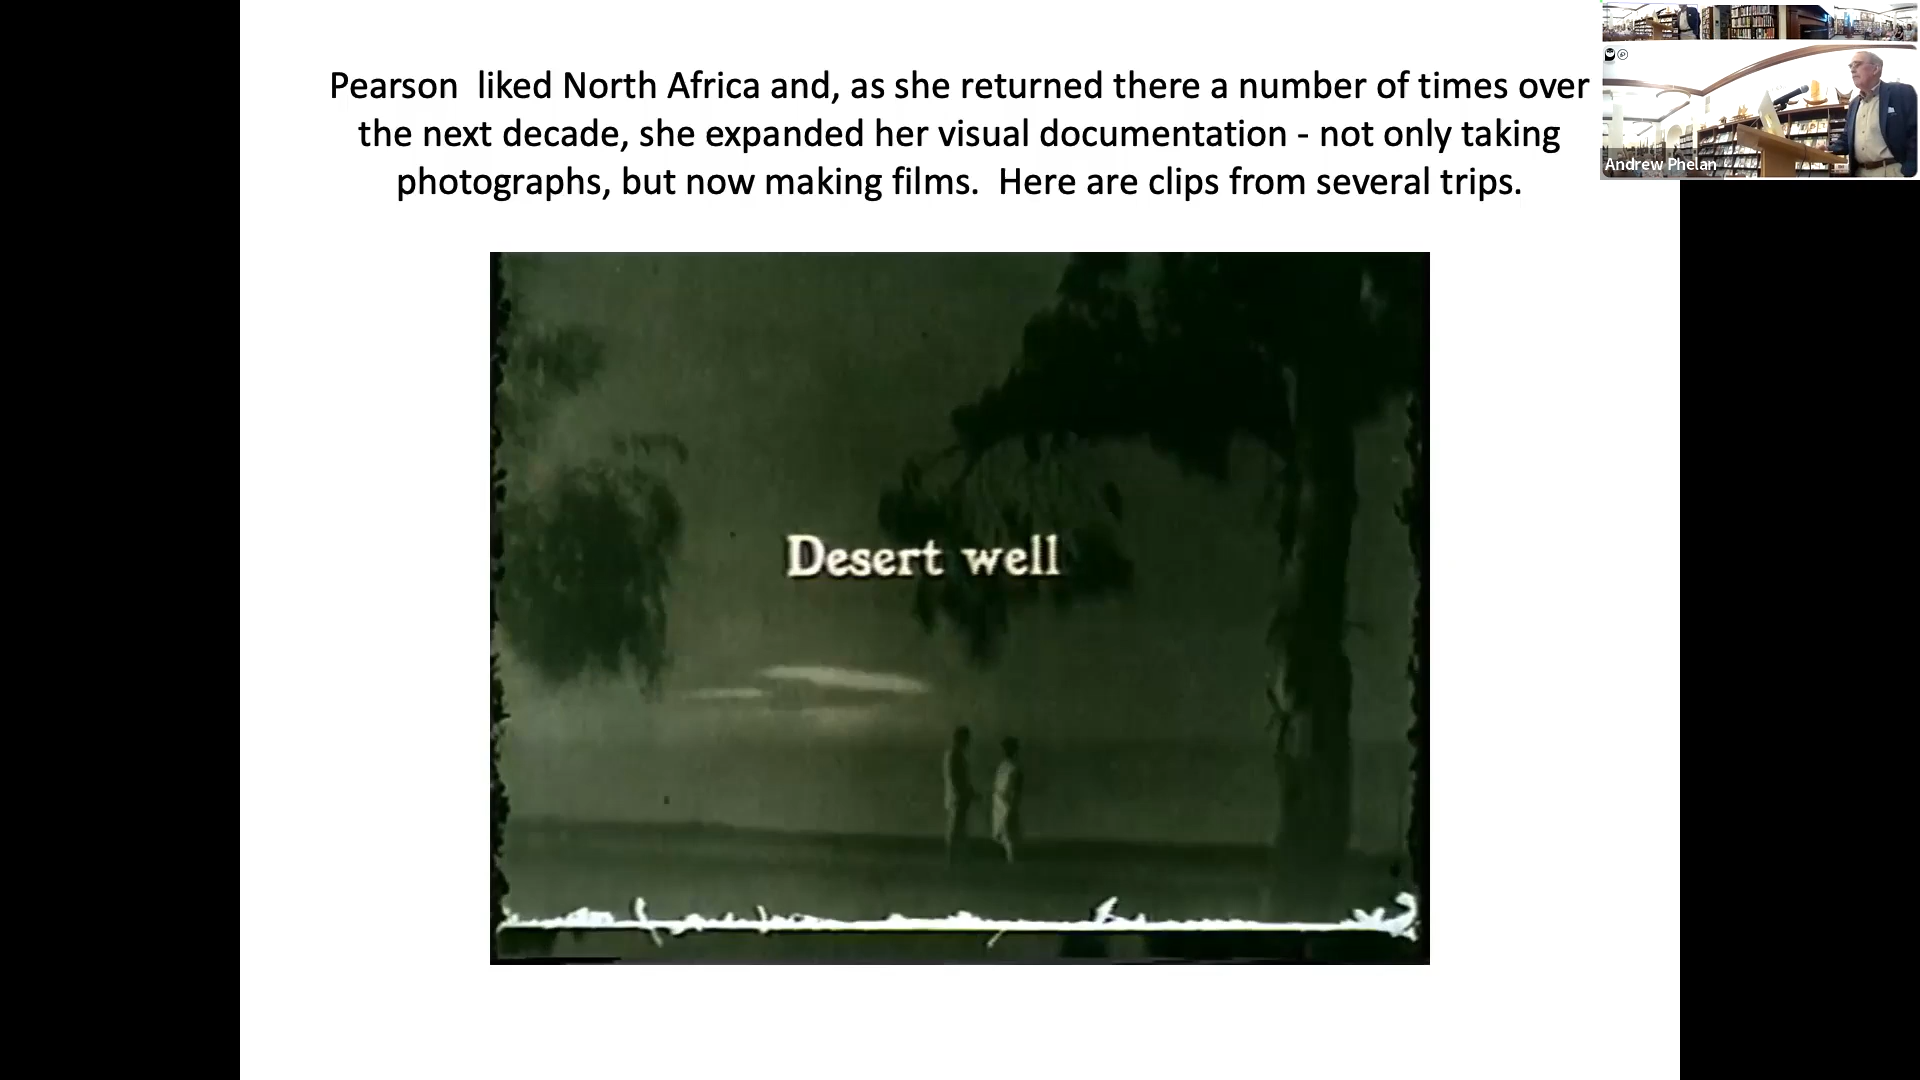 Pearson  liked North Africa and, as she returned there a number of times over
the next decade, she expanded her visual documentation - not only taking
photographs, but now making films.  Here are clips from several trips.
Andrew Phelan
Desert well